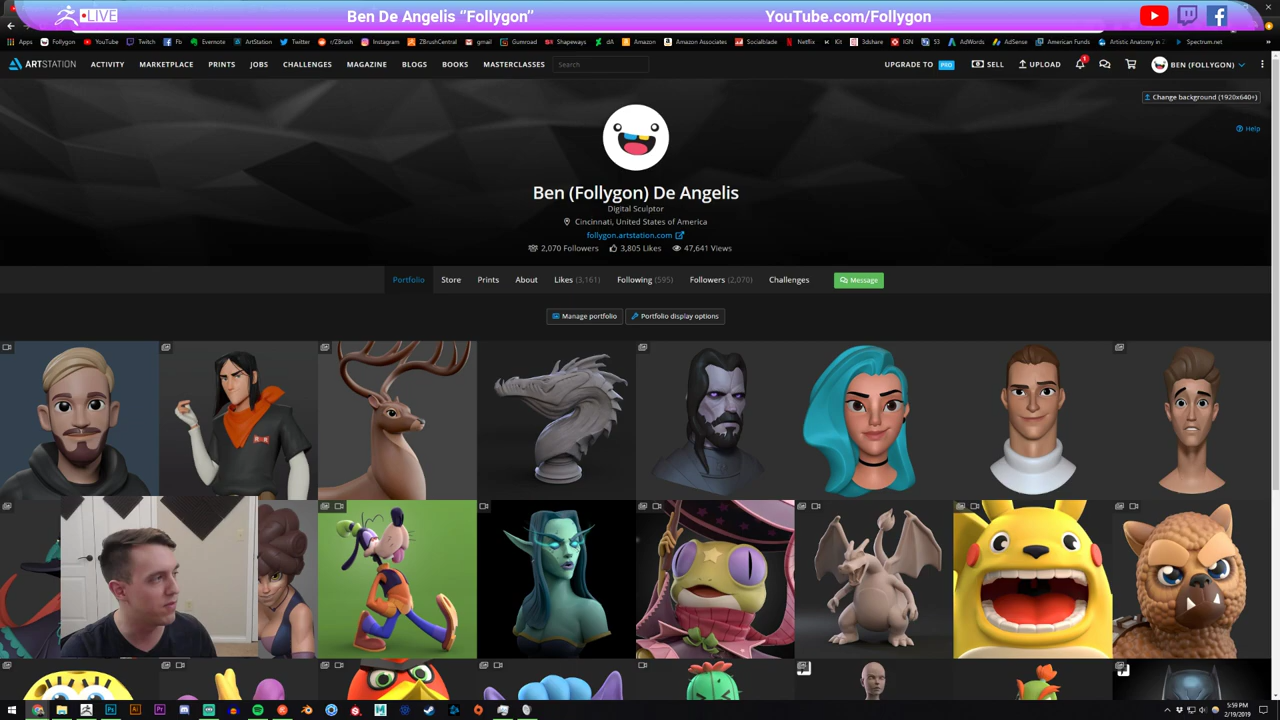 LIVE
Ben De Angelis "Follygon"
YouTube.com/Follygon
Apps Follygon YouTube Twitch Fb Evernote ArtStation Twitter r/ZBrush Instagram ZBrushCentral gmail Gumroad Shapeways dA Amazon Amazon Associates Socialblade Netflix Kit 3dshare IGN S3 AdWords AdSense American Funds Artistic Anatomy in Spectrum.net
ARTSTATION ACTIVITY MARKETPLACE PRINTS JOBS CHALLENGES MAGAZINE BLOGS BOOKS MASTERCLASSES Search UPGRADE TO PRO SELL UPLOAD 1 BEN (FOLLYGON)
Change background (1920x640+)
Help
Ben (Follygon) De Angelis
Digital Sculptor
Cincinnati, United States of America
follygon.artstation.com
2,070 Followers 3,805 Likes 47,641 Views
Portfolio Store Prints About Likes (3,161) Following (595) Followers (2,070) Challenges Message
Manage portfolio Portfolio display options
5:59 PM
2/19/2019